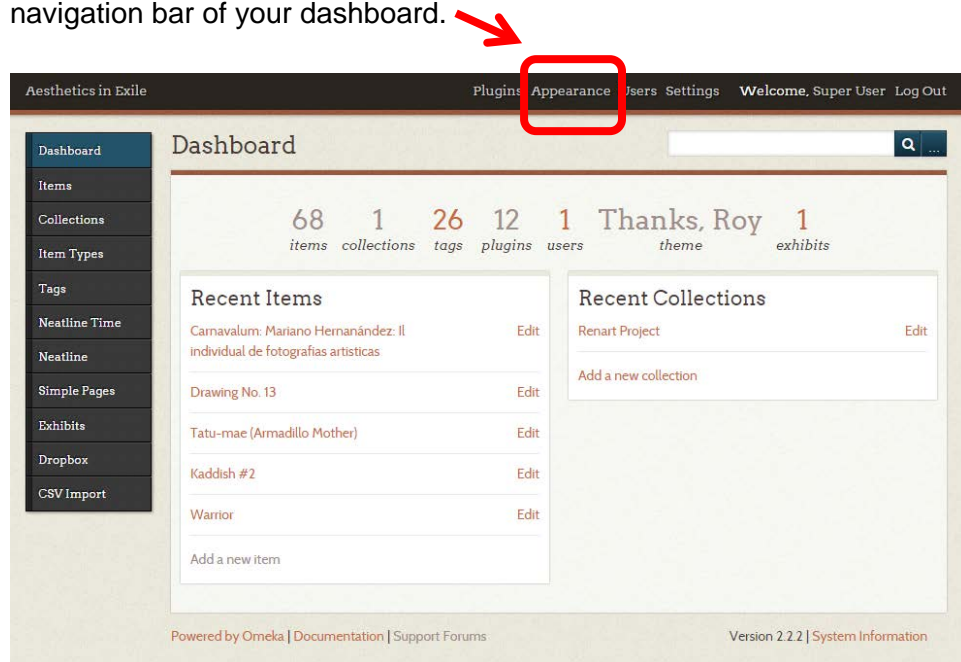 navigation bar of your dashboard.
Aesthetics in Exile Plugins Appearance Users Settings Welcome, Super User Log Out
Dashboard
Items
Collections
Item Types
Tags
Neatline Time
Neatline
Simple Pages
Exhibits
Dropbox
CSV Import
Dashboard
...
68 1 26 12 1 Thanks, Roy 1
items collections tags plugins users theme exhibits
Recent Items
Carnavalum: Mariano Hernanández: Il Edit
individual de fotografias artisticas
Drawing No. 13 Edit
Tatu-mae (Armadillo Mother) Edit
Kaddish #2 Edit
Warrior Edit
Add a new item
Recent Collections
Renart Project Edit
Add a new collection
Powered by Omeka | Documentation | Support Forums Version 2.2.2 | System Information